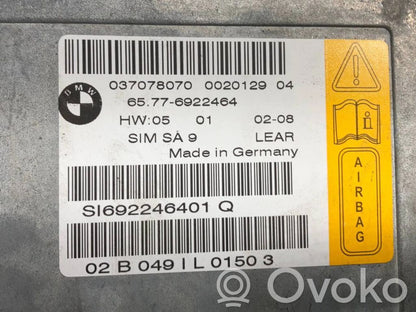 BMW
037078070 0020129 04
65.77-6922464
HW:05 01 02-08
SIM SA 9 LEAR
Made in Germany
SI692246401 Q
02 B 049 I L 0150 3
AIRBAG
Ovoko